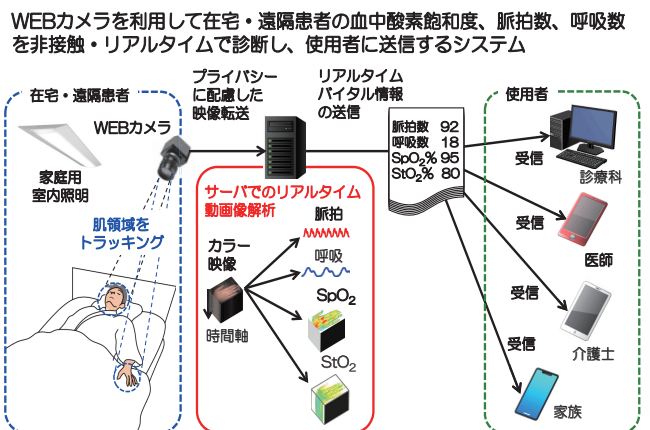 WEBカメラを利用して在宅・遠隔患者の血中酸素飽和度、脈拍数、呼吸数
を非接触・リアルタイムで診断し、使用者に送信するシステム
在宅・遠隔患者
WEBカメラ
家庭用
室内照明
肌領域を
トラッキング
プライバシー
に配慮した
映像転送
リアルタイム
バイタル情報
の送信
サーバでのリアルタイム
動画像解析
カラー
映像
時間軸
脈拍
呼吸
SpO₂
StO₂
脈拍数 92
呼吸数 18
SpO₂% 95
StO₂% 80
使用者
受信
診療科
受信
医師
受信
介護士
受信
家族